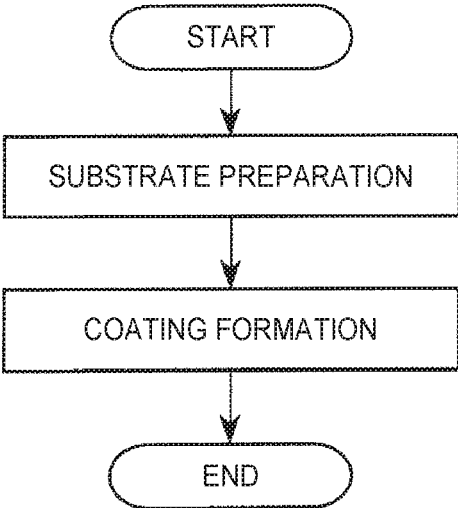 START
SUBSTRATE PREPARATION
COATING FORMATION
END